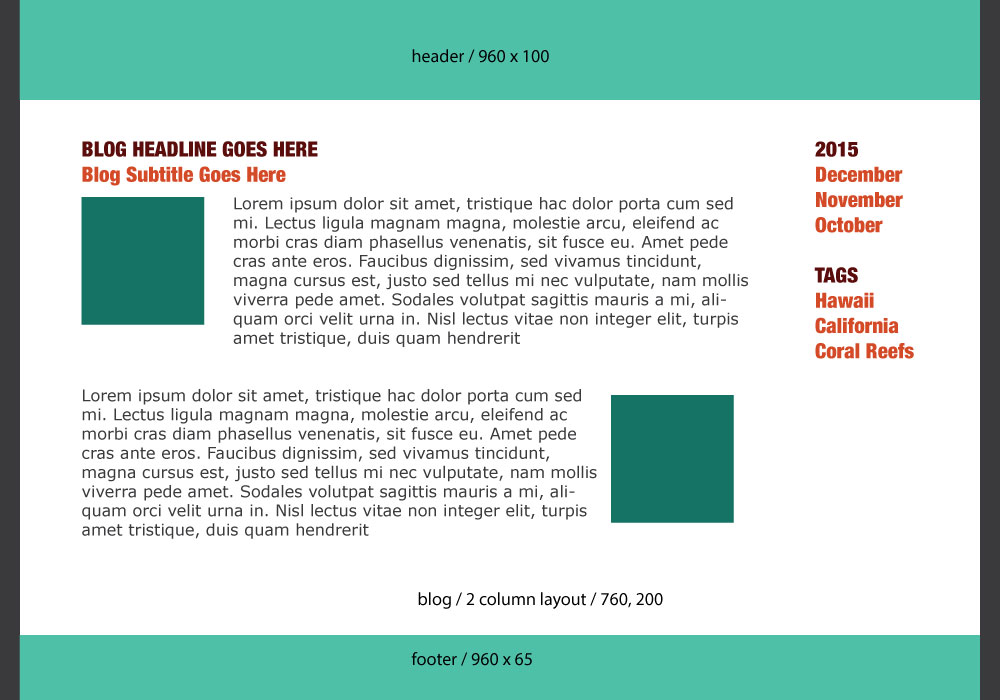 header / 960 x 100
BLOG HEADLINE GOES HERE
Blog Subtitle Goes Here
Lorem ipsum dolor sit amet, tristique hac dolor porta cum sed
mi. Lectus ligula magnam magna, molestie arcu, eleifend ac
morbi cras diam phasellus venenatis, sit fusce eu. Amet pede
cras ante eros. Faucibus dignissim, sed vivamus tincidunt,
magna cursus est, justo sed tellus mi nec vulputate, nam mollis
viverra pede amet. Sodales volutpat sagittis mauris a mi, ali-
quam orci velit urna in. Nisl lectus vitae non integer elit, turpis
amet tristique, duis quam hendrerit
Lorem ipsum dolor sit amet, tristique hac dolor porta cum sed
mi. Lectus ligula magnam magna, molestie arcu, eleifend ac
morbi cras diam phasellus venenatis, sit fusce eu. Amet pede
cras ante eros. Faucibus dignissim, sed vivamus tincidunt,
magna cursus est, justo sed tellus mi nec vulputate, nam mollis
viverra pede amet. Sodales volutpat sagittis mauris a mi, ali-
quam orci velit urna in. Nisl lectus vitae non integer elit, turpis
amet tristique, duis quam hendrerit
2015
December
November
October
TAGS
Hawaii
California
Coral Reefs
blog / 2 column layout / 760, 200
footer / 960 x 65